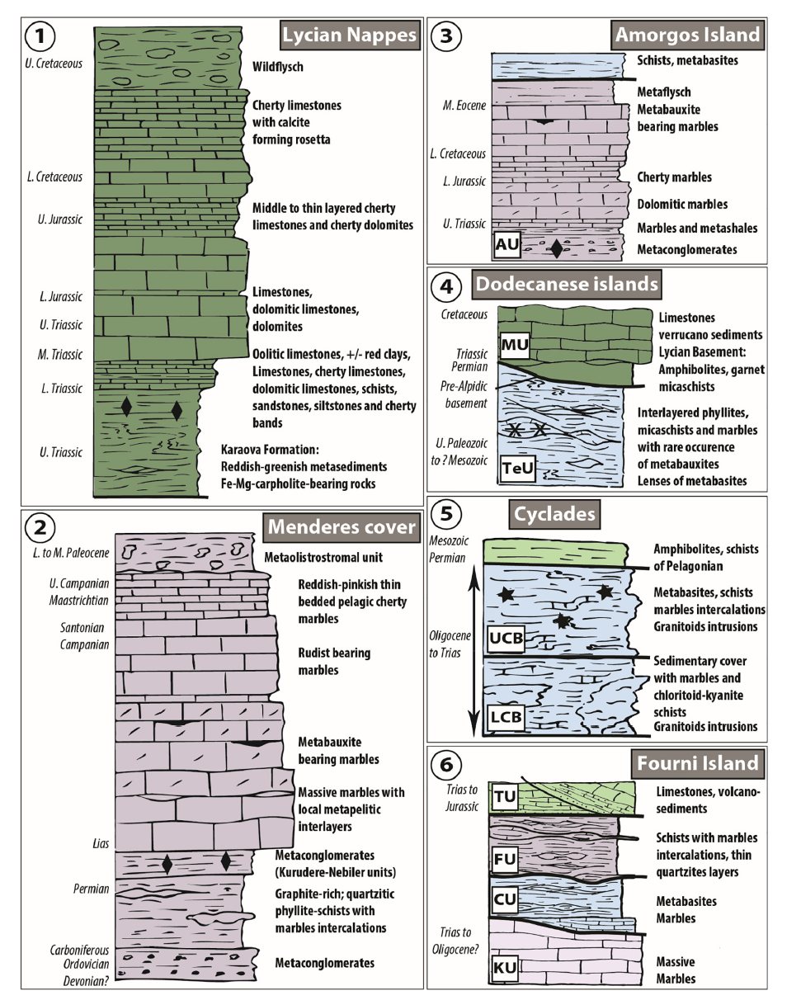 1
Lycian Nappes
U. Cretaceous
Wildflysch
Cherty limestones
with calcite
forming rosetta
L. Cretaceous
Middle to thin layered cherty
limestones and cherty dolomites
U. Jurassic
L. Jurassic
Limestones,
dolomitic limestones,
dolomites
U. Triassic
M. Triassic
Oolitic limestones, +/- red clays,
Limestones, cherty limestones,
dolomitic limestones, schists,
sandstones, siltstones and cherty
bands
L. Triassic
U. Triassic
Karaova Formation:
Reddish-greenish metasediments
Fe-Mg-carpholite-bearing rocks
2
Menderes cover
L. to M. Paleocene
Metaolistrostromal unit
U. Campanian
Maastrichtian
Reddish-pinkish thin
bedded pelagic cherty
marbles
Santonian
Campanian
Rudist bearing
marbles
Metabauxite
bearing marbles
Massive marbles with
local metapelitic
interlayers
Lias
Metaconglomerates
(Kurudere-Nebiler units)
Permian
Graphite-rich; quartzitic
phyllite-schists with
marbles intercalations
Carboniferous
Ordovician
Devonian?
Metaconglomerates
3
Amorgos Island
Schists, metabasites
Metaflysch
M. Eocene
Metabauxite
bearing marbles
L. Cretaceous
L. Jurassic
Cherty marbles
Dolomitic marbles
U. Triassic
Marbles and metashales
AU
Metaconglomerates
4
Dodecanese islands
Cretaceous
MU
Limestones
verrucano sediments
Lycian Basement:
Amphibolites, garnet
micaschists
Triassic
Permian
Pre-Alpidic
basement
Interlayered phyllites,
micaschists and marbles
with rare occurence
of metabauxites
Lenses of metabasites
U. Paleozoic
to ? Mesozoic
TeU
5
Cyclades
Mesozoic
Permian
Amphibolites, schists
of Pelagonian
Metabasites, schists
marbles intercalations
Granitoids intrusions
Oligocene
to Trias
UCB
Sedimentary cover
with marbles and
chloritoid-kyanite
schists
Granitoids intrusions
LCB
6
Fourni Island
Trias to
Jurassic
TU
Limestones, volcano-
sediments
FU
Schists with marbles
intercalations, thin
quartzites layers
CU
Metabasites
Marbles
Trias to
Oligocene?
KU
Massive
Marbles